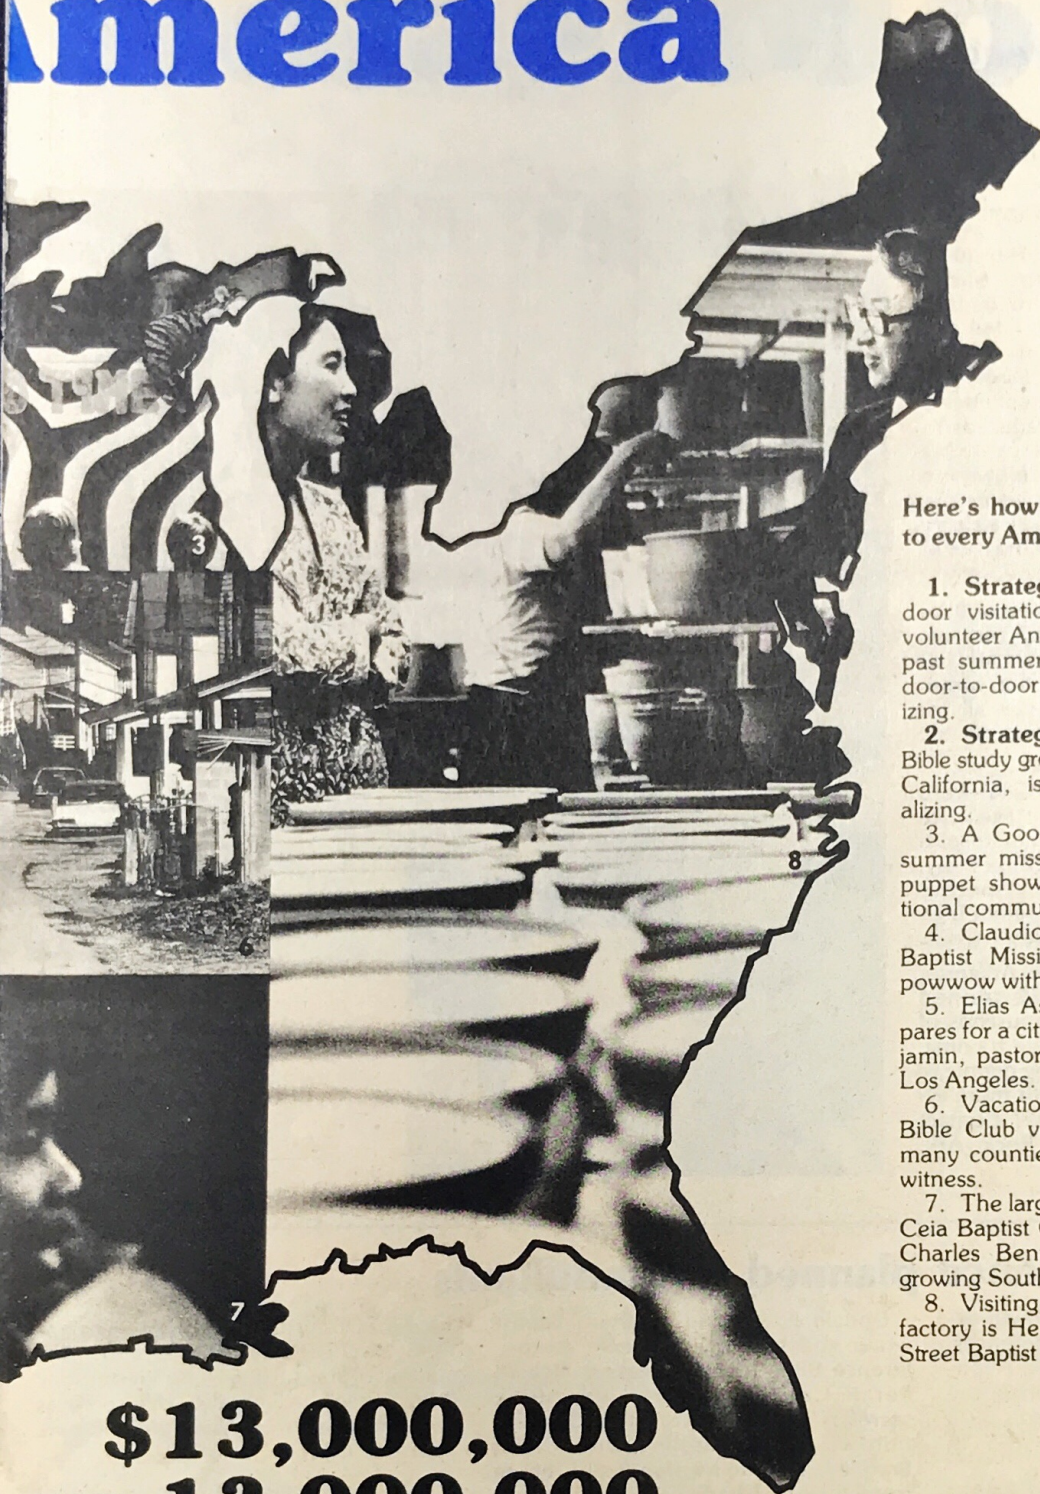 America
3
6
7
8
Here's how
to every Am
1. Strateg
door visitatio
volunteer An
past summer
door-to-door
izing.
2. Strateg
Bible study gro
California, is
alizing.
3. A Goo
summer miss
puppet show
tional commu
4. Claudio
Baptist Missi
powwow with
5. Elias As
pares for a cit
jamin, pastor
Los Angeles.
6. Vacatio
Bible Club v
many countie
witness.
7. The larg
Ceia Baptist
Charles Ben
growing South
8. Visiting
factory is He
Street Baptist
$13,000,000